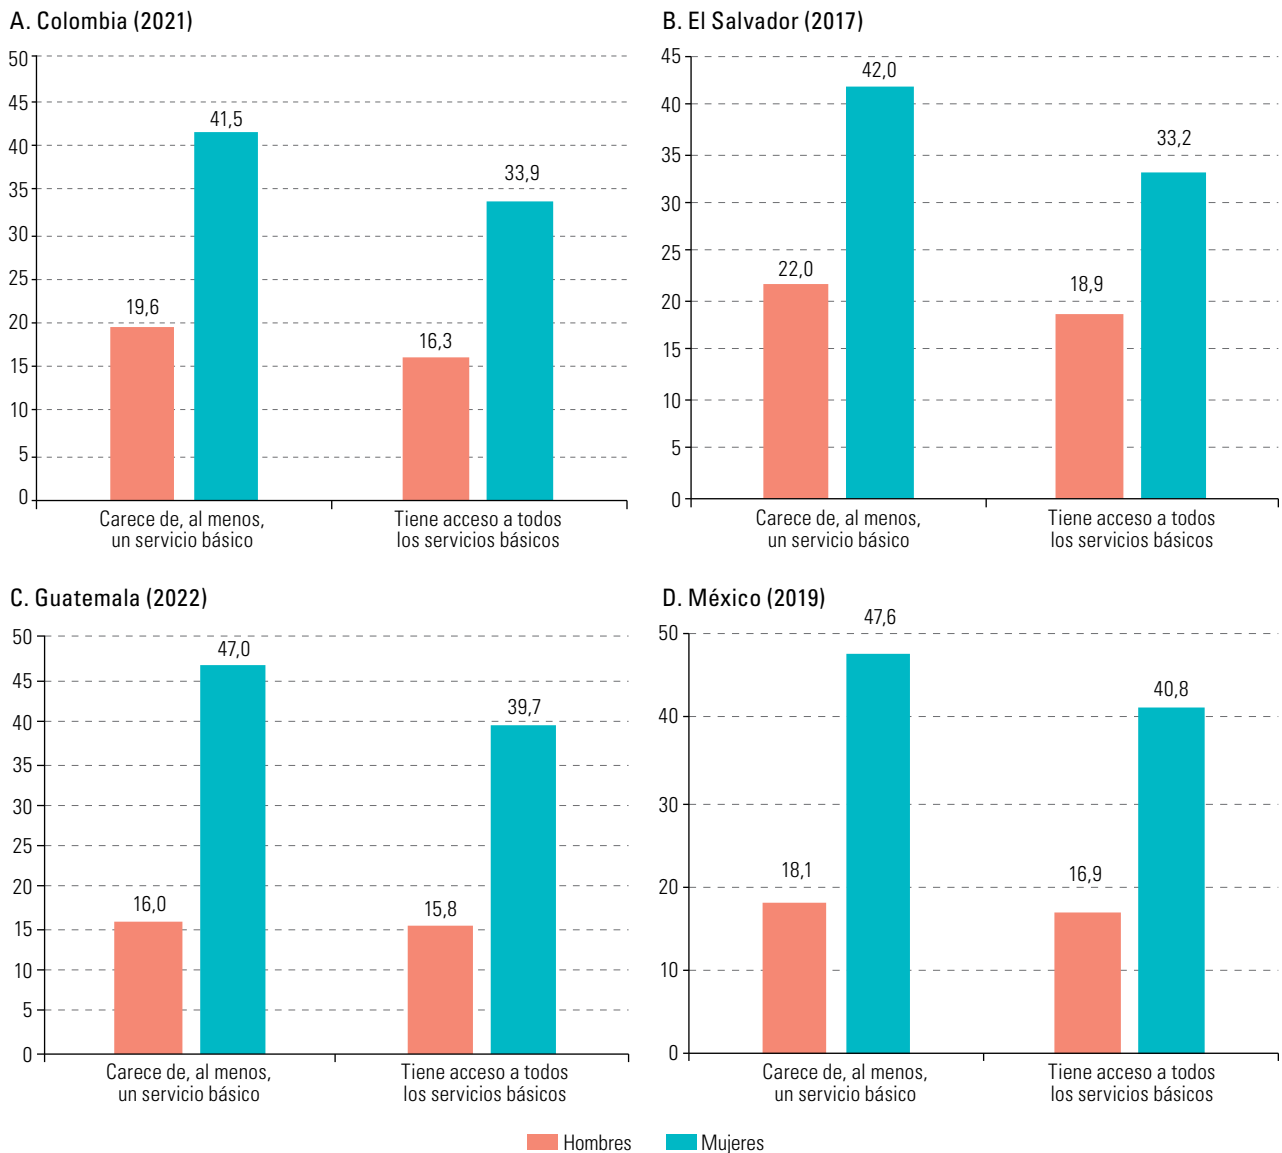 A. Colombia (2021)
50
45
40
35
30
25
20
15
10
5
0
19,6
41,5
16,3
33,9
Carece de, al menos,
un servicio básico
Tiene acceso a todos
los servicios básicos
B. El Salvador (2017)
45
40
35
30
25
20
15
10
5
0
22,0
42,0
18,9
33,2
Carece de, al menos,
un servicio básico
Tiene acceso a todos
los servicios básicos
C. Guatemala (2022)
50
45
40
35
30
25
20
15
10
5
0
16,0
47,0
15,8
39,7
Carece de, al menos,
un servicio básico
Tiene acceso a todos
los servicios básicos
D. México (2019)
50
40
30
20
10
0
18,1
47,6
16,9
40,8
Carece de, al menos,
un servicio básico
Tiene acceso a todos
los servicios básicos
Hombres
Mujeres